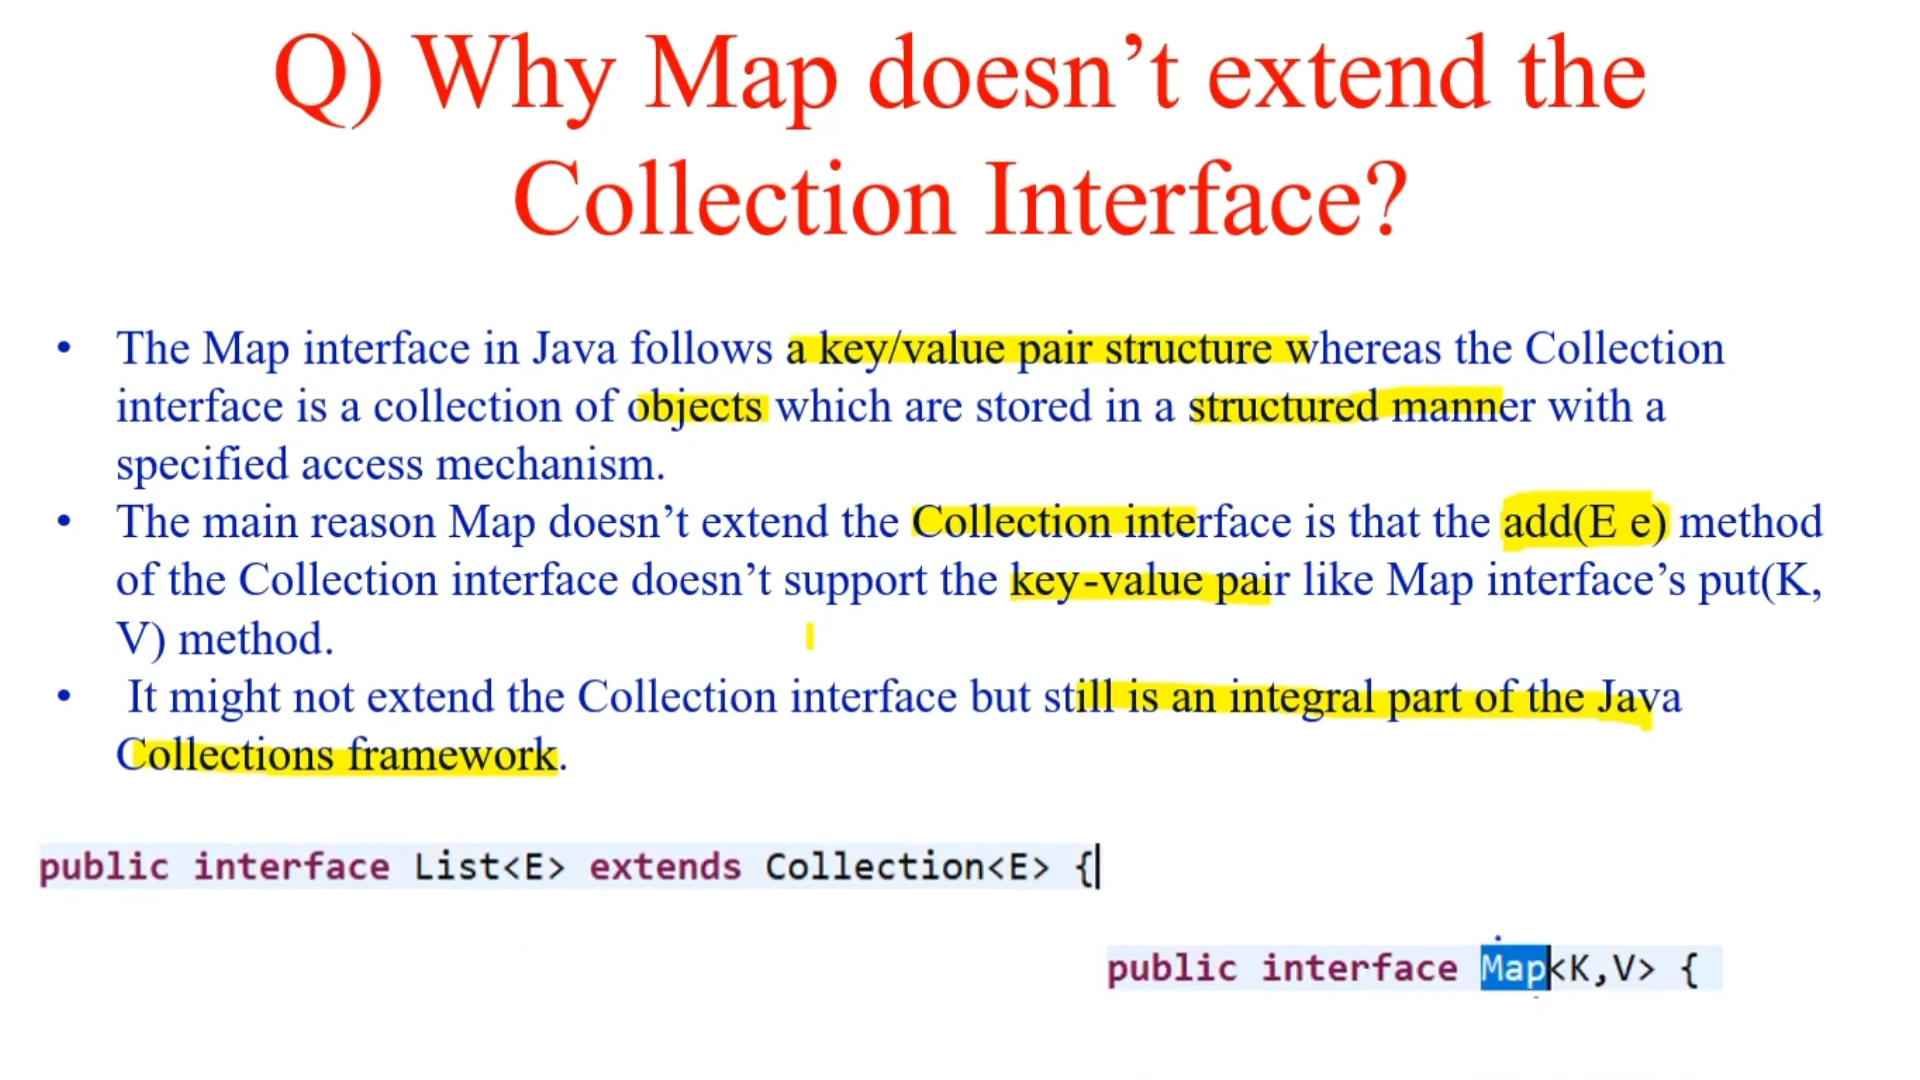 Q) Why Map doesn’t extend the
Collection Interface?
• The Map interface in Java follows a key/value pair structure whereas the Collection
interface is a collection of objects which are stored in a structured manner with a
specified access mechanism.
• The main reason Map doesn’t extend the Collection interface is that the add(E e) method
of the Collection interface doesn’t support the key-value pair like Map interface’s put(K,
V) method.
• It might not extend the Collection interface but still is an integral part of the Java
Collections framework.
public interface List<E> extends Collection<E> {
public interface Map<K,V> {